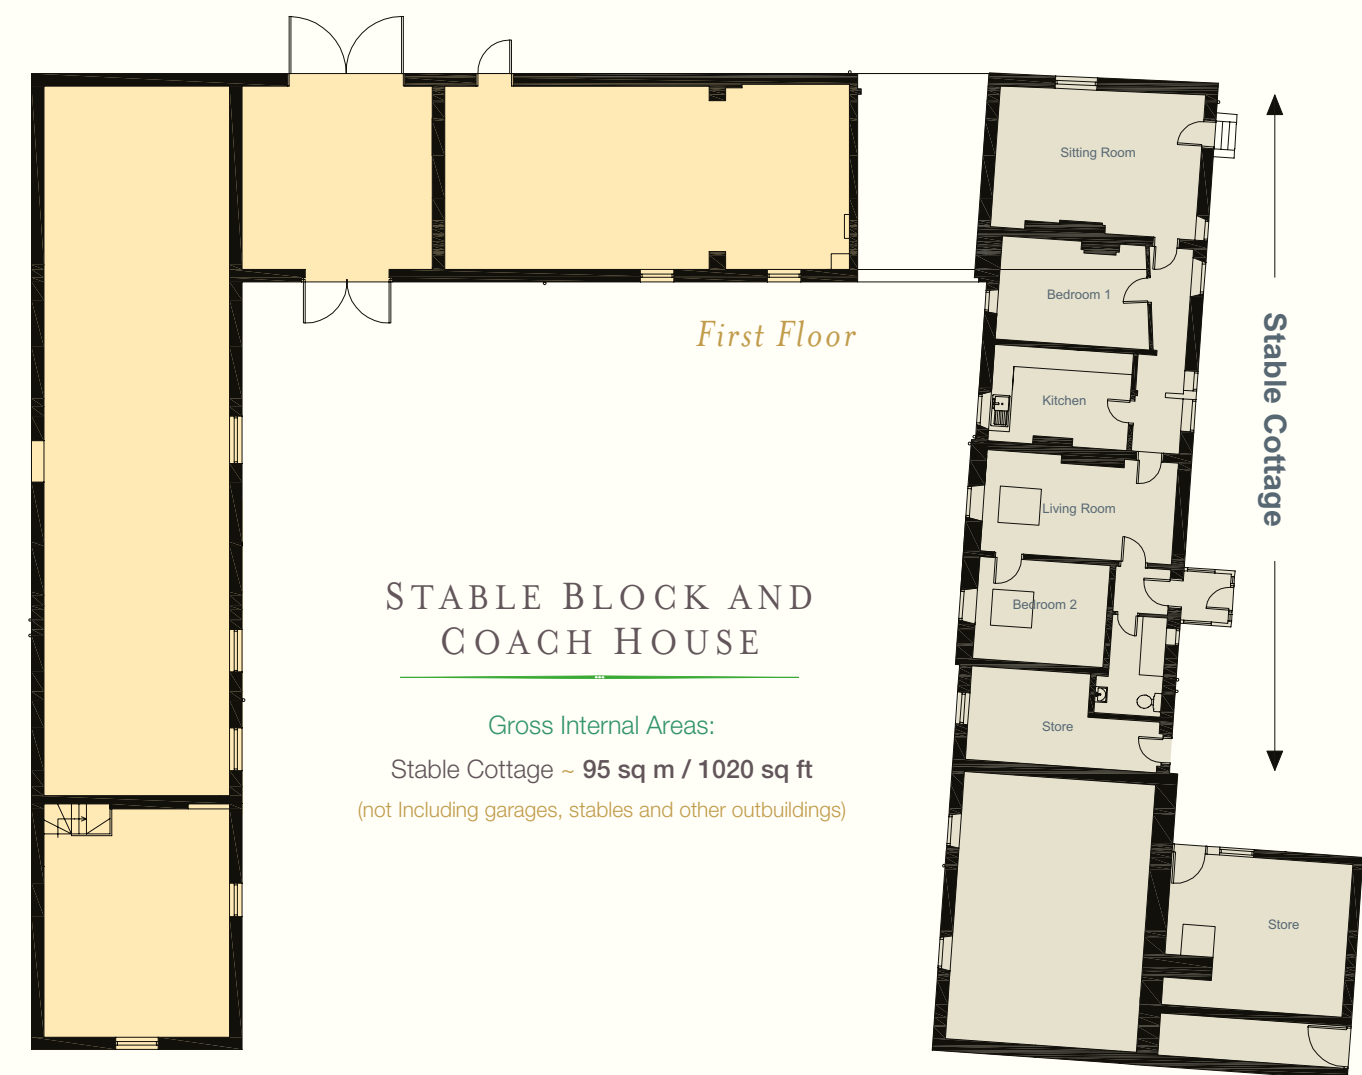 Sitting Room
Bedroom 1
First Floor
Kitchen
Stable Cottage
Living Room
STABLE BLOCK AND
COACH HOUSE
Bedroom 2
Gross Internal Areas:
Store
Stable Cottage ~ 95 sq m / 1020 sq ft
(not Including garages, stables and other outbuildings)
Store